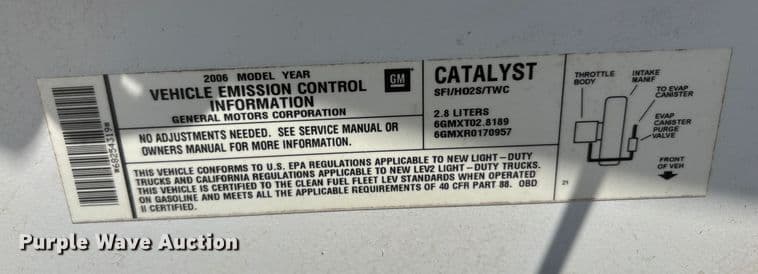 *68254319*
2006 MODEL YEAR
VEHICLE EMISSION CONTROL
INFORMATION
GENERAL MOTORS CORPORATION
GM
NO ADJUSTMENTS NEEDED. SEE SERVICE MANUAL OR
OWNERS MANUAL FOR MORE INFORMATION.
CATALYST
SFI/HO2S/TWC
2.8 LITERS
6GMXT02.8189
6GMXR0170957
THIS VEHICLE CONFORMS TO U.S. EPA REGULATIONS APPLICABLE TO NEW LIGHT-DUTY
TRUCKS AND CALIFORNIA REGULATIONS APPLICABLE TO NEW LEV2 LIGHT-DUTY TRUCKS.
THIS VEHICLE IS CERTIFIED TO THE CLEAN FUEL FLEET LEV STANDARDS WHEN OPERATED
ON GASOLINE AND MEETS ALL THE APPLICABLE REQUIREMENTS OF 40 CFR PART 88. OBD
II CERTIFIED.
THROTTLE
BODY
INTAKE
MANIF
TO EVAP
CANISTER
EVAP
CANISTER
PURGE
VALVE
FRONT
OF VEH
21
Purple Wave Auction